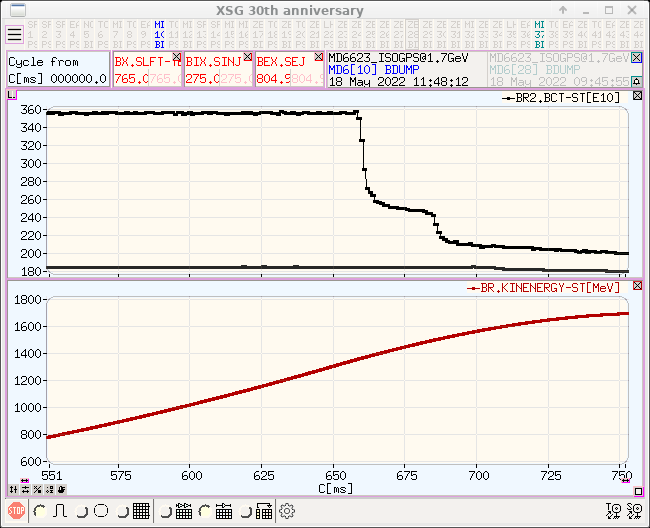 XSG 30th anniversary
Cycle from
C[ms] 000000.0
BX.SLFT-T
765.0 765.
BIX.SINJ
275.0 275.
BEX.SEJ
804.9 804.
MD6623_ISOGPS@1.7GeV
MD6[10] BDUMP
18 May 2022 11:48:12
MD6623_ISOGPS@1.7GeV
MD6[28] BDUMP
18 May 2022 09:45:55
BR2.BCT-ST[E10]
360
340
320
300
280
260
240
220
200
180
BR.KINENERGY-ST[MeV]
1800
1600
1400
1200
1000
800
600
551 575 600 625 650 675 700 725 750
C[ms]
STOP